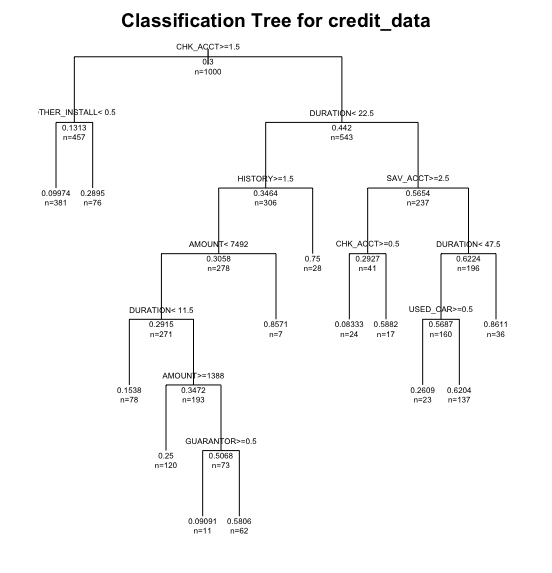 Classification Tree for credit_data
CHK_ACCT>=1.5
0.3
n=1000
THER_INSTALL< 0.5
DURATION< 22.5
0.1313
n=457
0.442
n=543
HISTORY>=1.5
SAV_ACCT>=2.5
0.09974
n=381
0.2895
n=76
0.3464
n=306
0.5654
n=237
AMOUNT< 7492
CHK_ACCT>=0.5
DURATION< 47.5
0.3058
n=278
0.75
n=28
0.2927
n=41
0.6224
n=196
DURATION< 11.5
USED_CAR>=0.5
0.2915
n=271
0.8571
n=7
0.08333
n=24
0.5882
n=17
0.5687
n=160
0.8611
n=36
AMOUNT>=1388
0.1538
n=78
0.3472
n=193
0.2609
n=23
0.6204
n=137
GUARANTOR>=0.5
0.25
n=120
0.5068
n=73
0.09091
n=11
0.5806
n=62